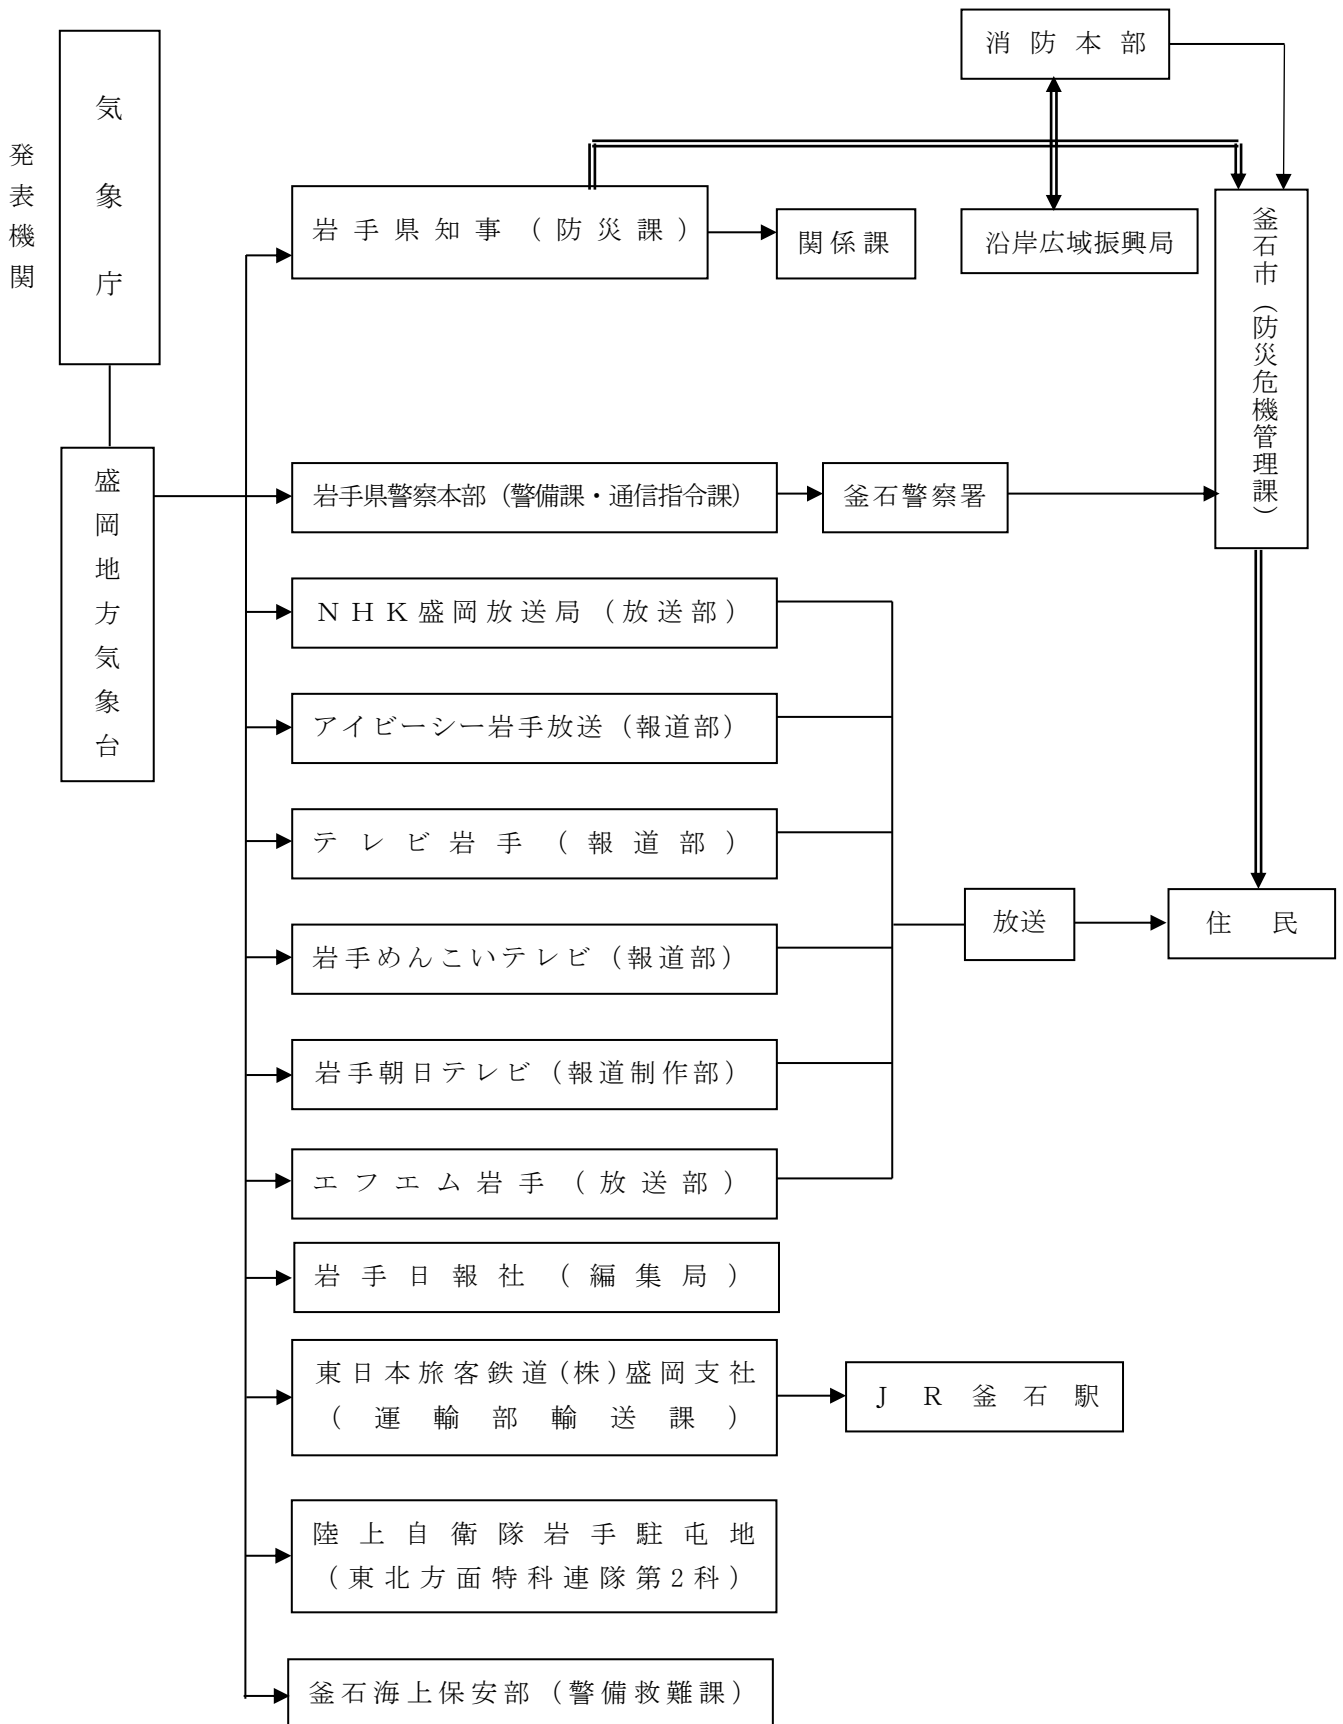 発表機関
気象庁
盛岡地方気象台
消防本部
岩手県知事（防災課）
関係課
沿岸広域振興局
釜石市（防災危機管理課）
岩手県警察本部（警備課・通信指令課）
釜石警察署
ＮＨＫ盛岡放送局（放送部）
アイビーシー岩手放送（報道部）
テレビ岩手（報道部）
岩手めんこいテレビ（報道部）
放送
住民
岩手朝日テレビ（報道制作部）
エフエム岩手（放送部）
岩手日報社（編集局）
東日本旅客鉄道(株)盛岡支社
（運輸部輸送課）
ＪＲ釜石駅
陸上自衛隊岩手駐屯地
（東北方面特科連隊第2科）
釜石海上保安部（警備救難課）